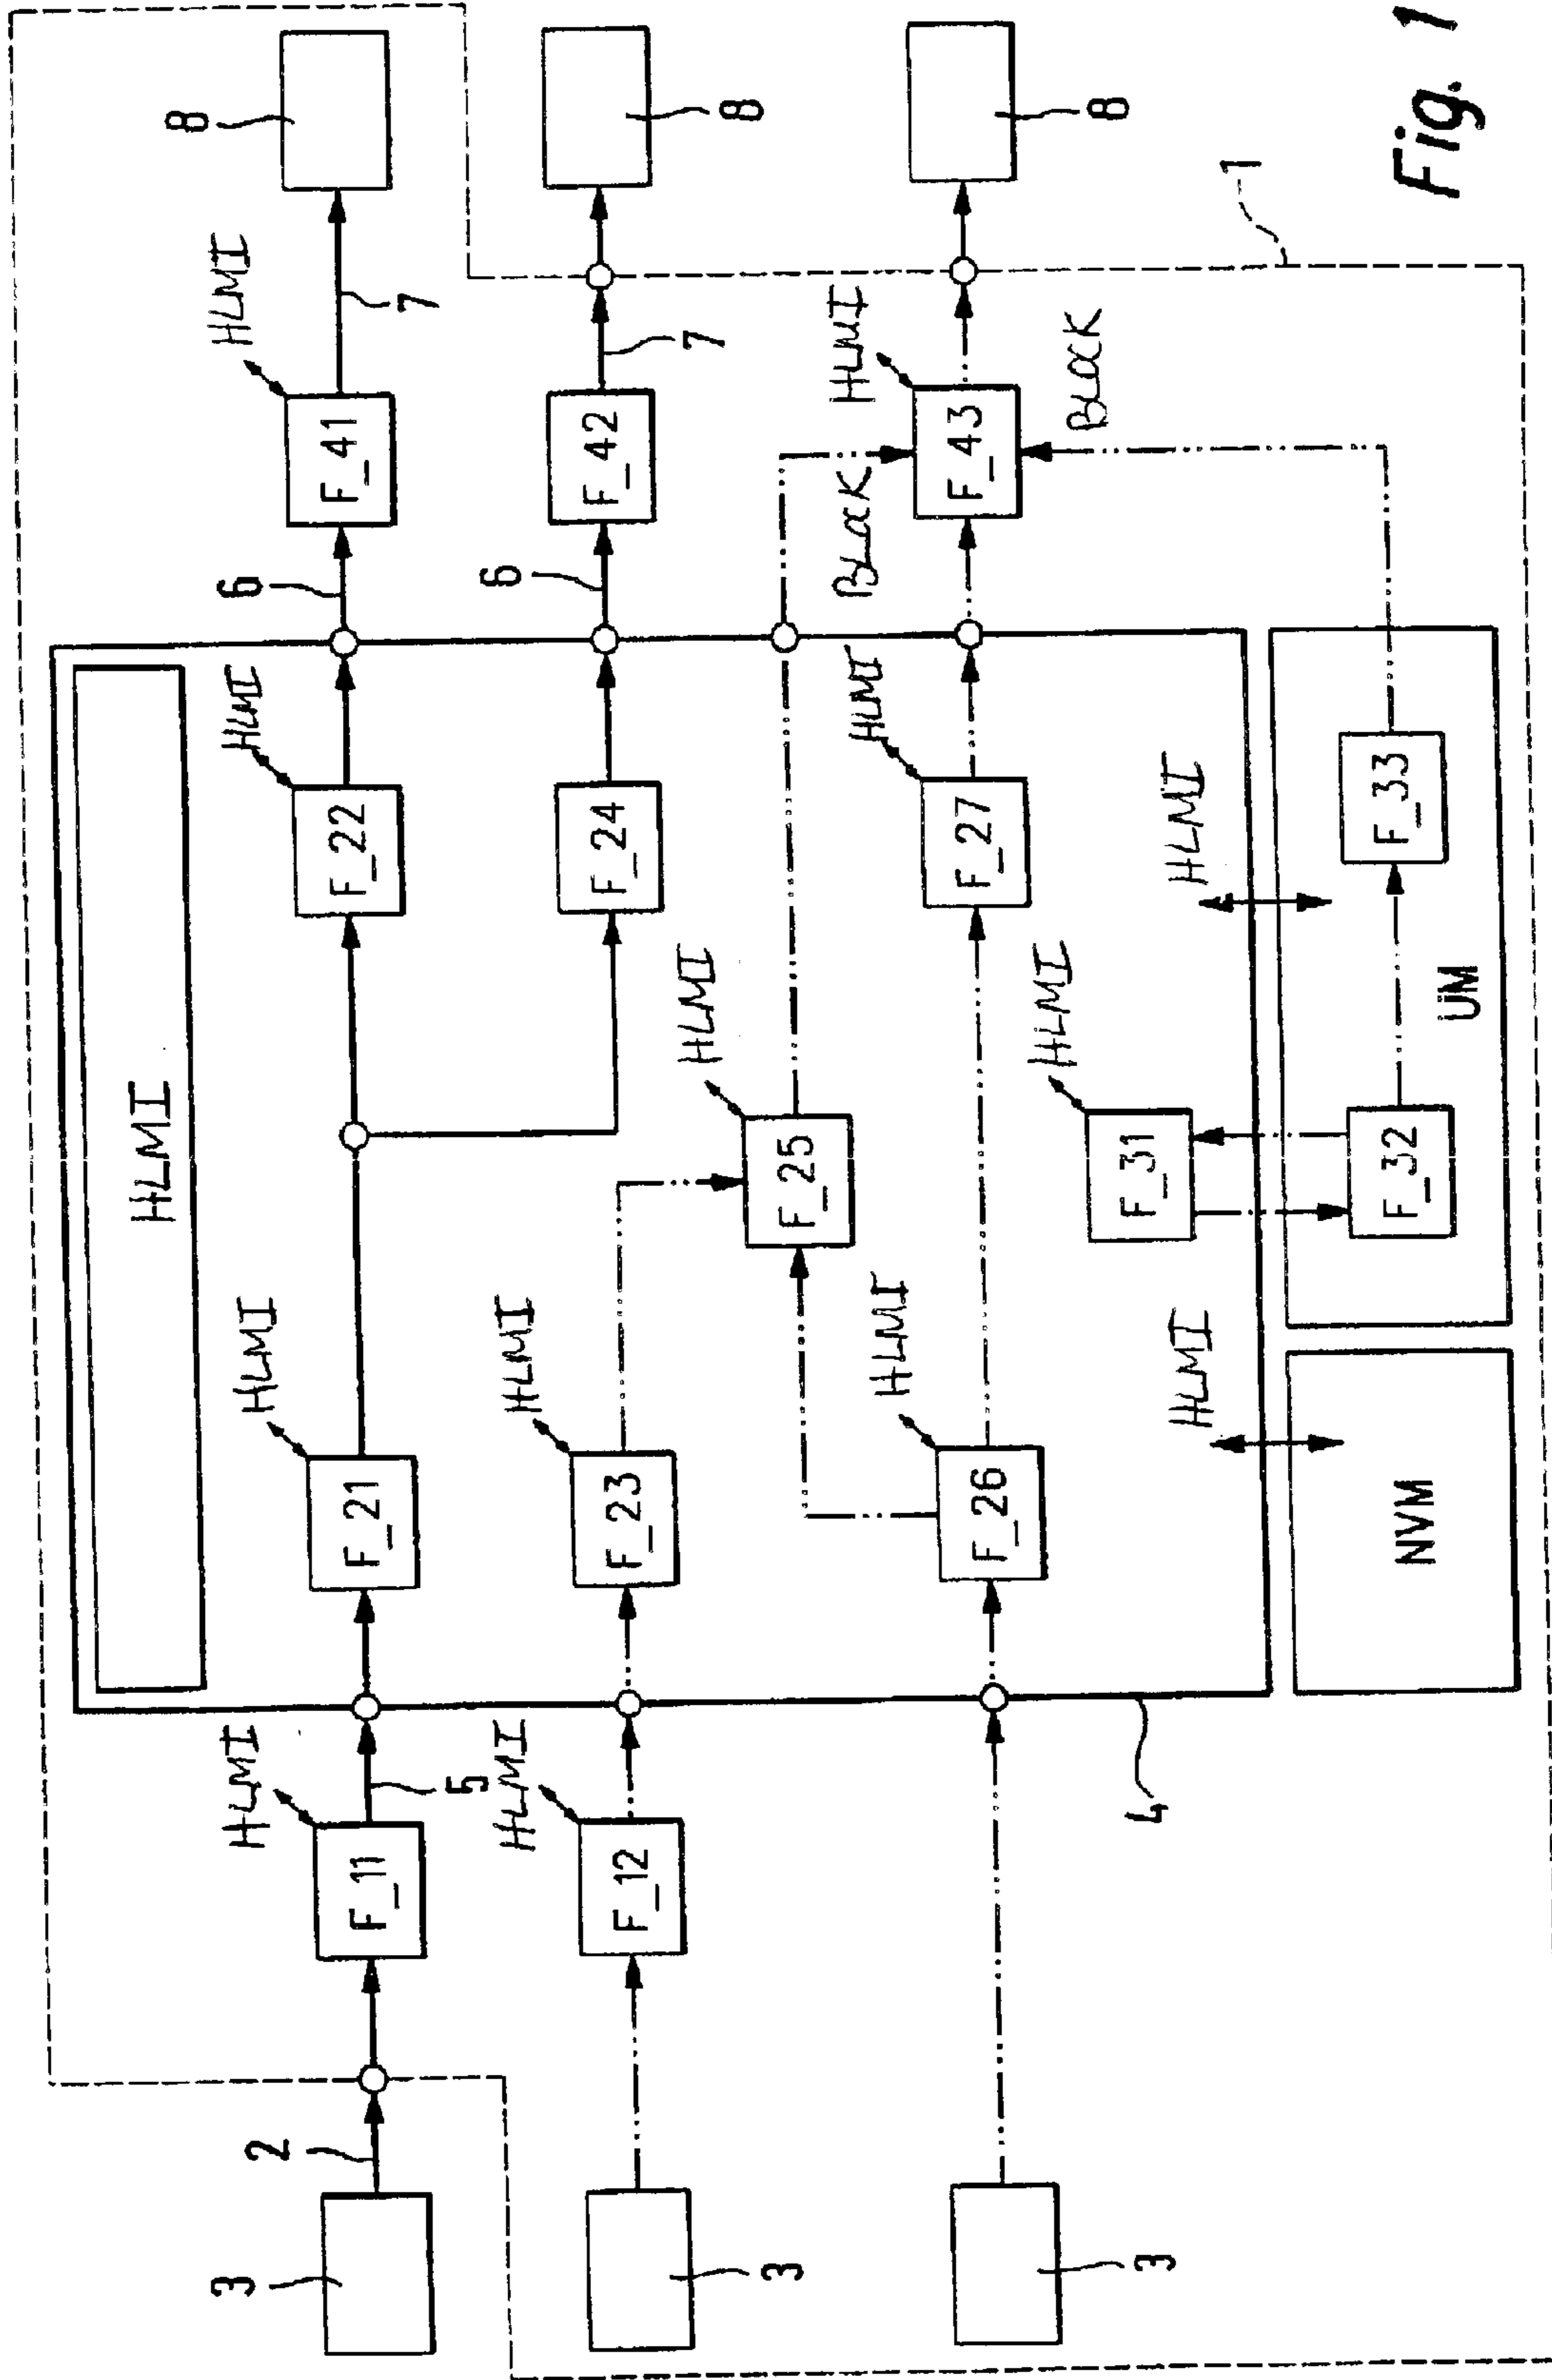 HLMI
8
8
8
HLMI
7
F_41
6
HLMI
F_22
F_21
HLMI
HLMI
F_11
5
2
3
7
F_42
6
F_24
HLMI
F_23
HLMI
F_12
3
BLOCK
HLMI
F_25
HLMI
F_43
BLOCK
HLMI
F_27
HLMI
F_26
3
HLMI
F_31
HLMI
HLMI
4
F_33
F_32
ÜM
NVM
1
Fig. 1